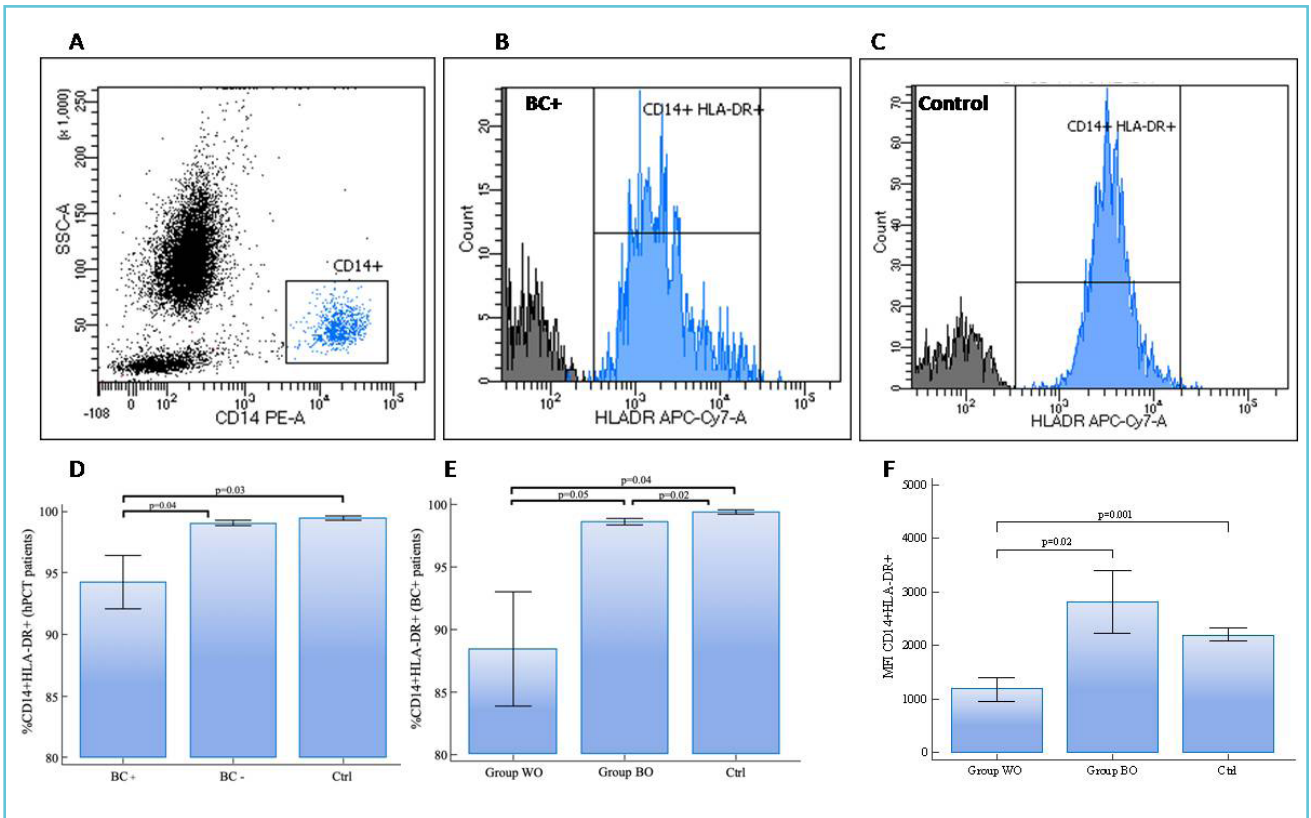 A
B
C
(x 1,000)
250
200
150
100
50
SSC-A
CD14+
-108 0 10² 10³ 10⁴ 10⁵
CD14 PE-A
BC+
CD14+ HLA-DR+
20
15
10
5
0
Count
10² 10³ 10⁴ 10⁵
HLADR APC-Cy7-A
Control
CD14+ HLA-DR+
70
60
50
40
30
20
10
0
Count
10² 10³ 10⁴ 10⁵
HLADR APC-Cy7-A
D
p=0.03
p=0.04
100
95
90
85
80
%CD14+HLA-DR+ (hPCT patients)
BC + BC - Ctrl
E
p=0.04
p=0.05 p=0.02
100
95
90
85
80
%CD14+HLA-DR+ (BC+ patients)
Group WO Group BO Ctrl
F
p=0.001
p=0.02
5000
4000
3000
2000
1000
0
MFI CD14+HLA-DR+
Group WO Group BO Ctrl